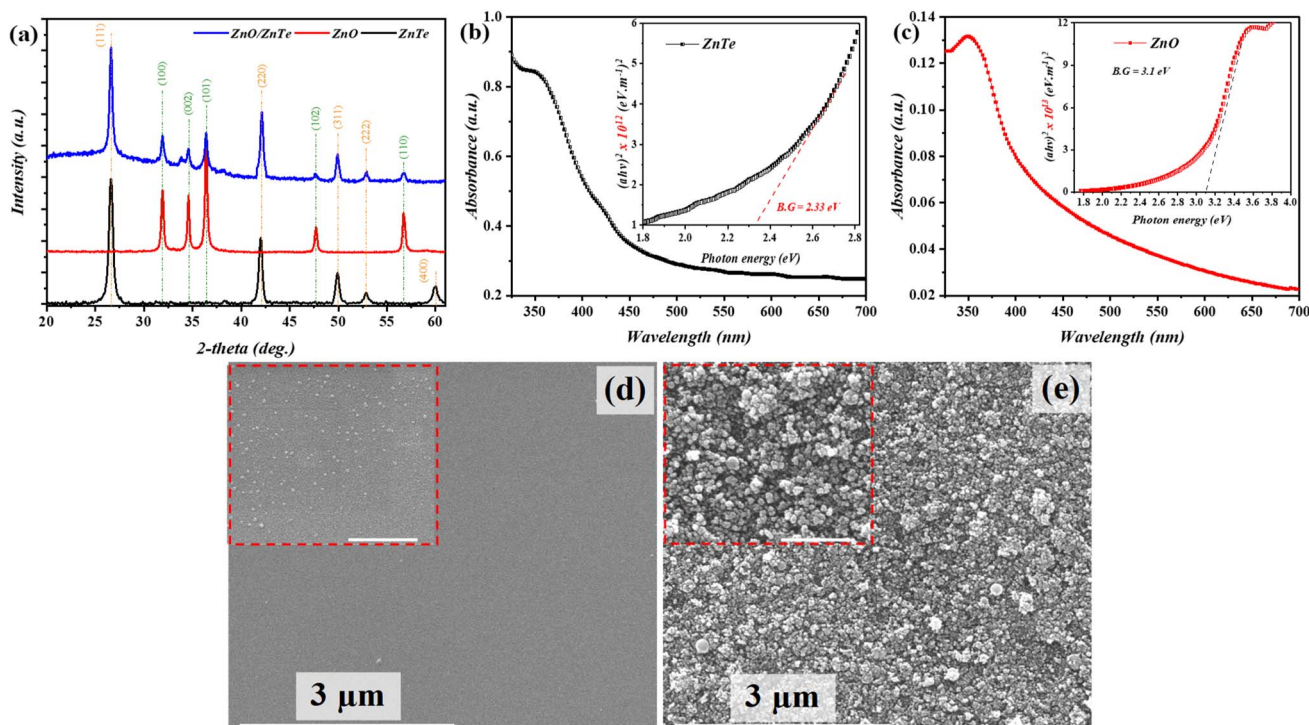 (a)
ZnO/ZnTe ZnO ZnTe
(111)
(100)
(002)
(101)
(220)
(102)
(311)
(222)
(110)
(400)
Intensity (a.u.)
20 25 30 35 40 45 50 55 60
2-theta (deg.)
(b)
ZnTe
Absorbance (a.u.)
0.8
0.6
0.4
0.2
350 400 450 500 550 600 650 700
Wavelength (nm)
(αhν)² x 10¹² (eV.m⁻¹)²
6
5
4
3
2
1
1.8 2.0 2.2 2.4 2.6 2.8
Photon energy (eV)
B.G = 2.33 eV
(c)
ZnO
B.G = 3.1 eV
Absorbance (a.u.)
0.14
0.12
0.10
0.08
0.06
0.04
0.02
350 400 450 500 550 600 650 700
Wavelength (nm)
(αhν)² x 10¹³ (eV.m⁻¹)²
12
9
6
3
0
1.8 2.0 2.2 2.4 2.6 2.8 3.0 3.2 3.4 3.6 3.8 4.0
Photon energy (eV)
(d)
3 μm
(e)
3 μm